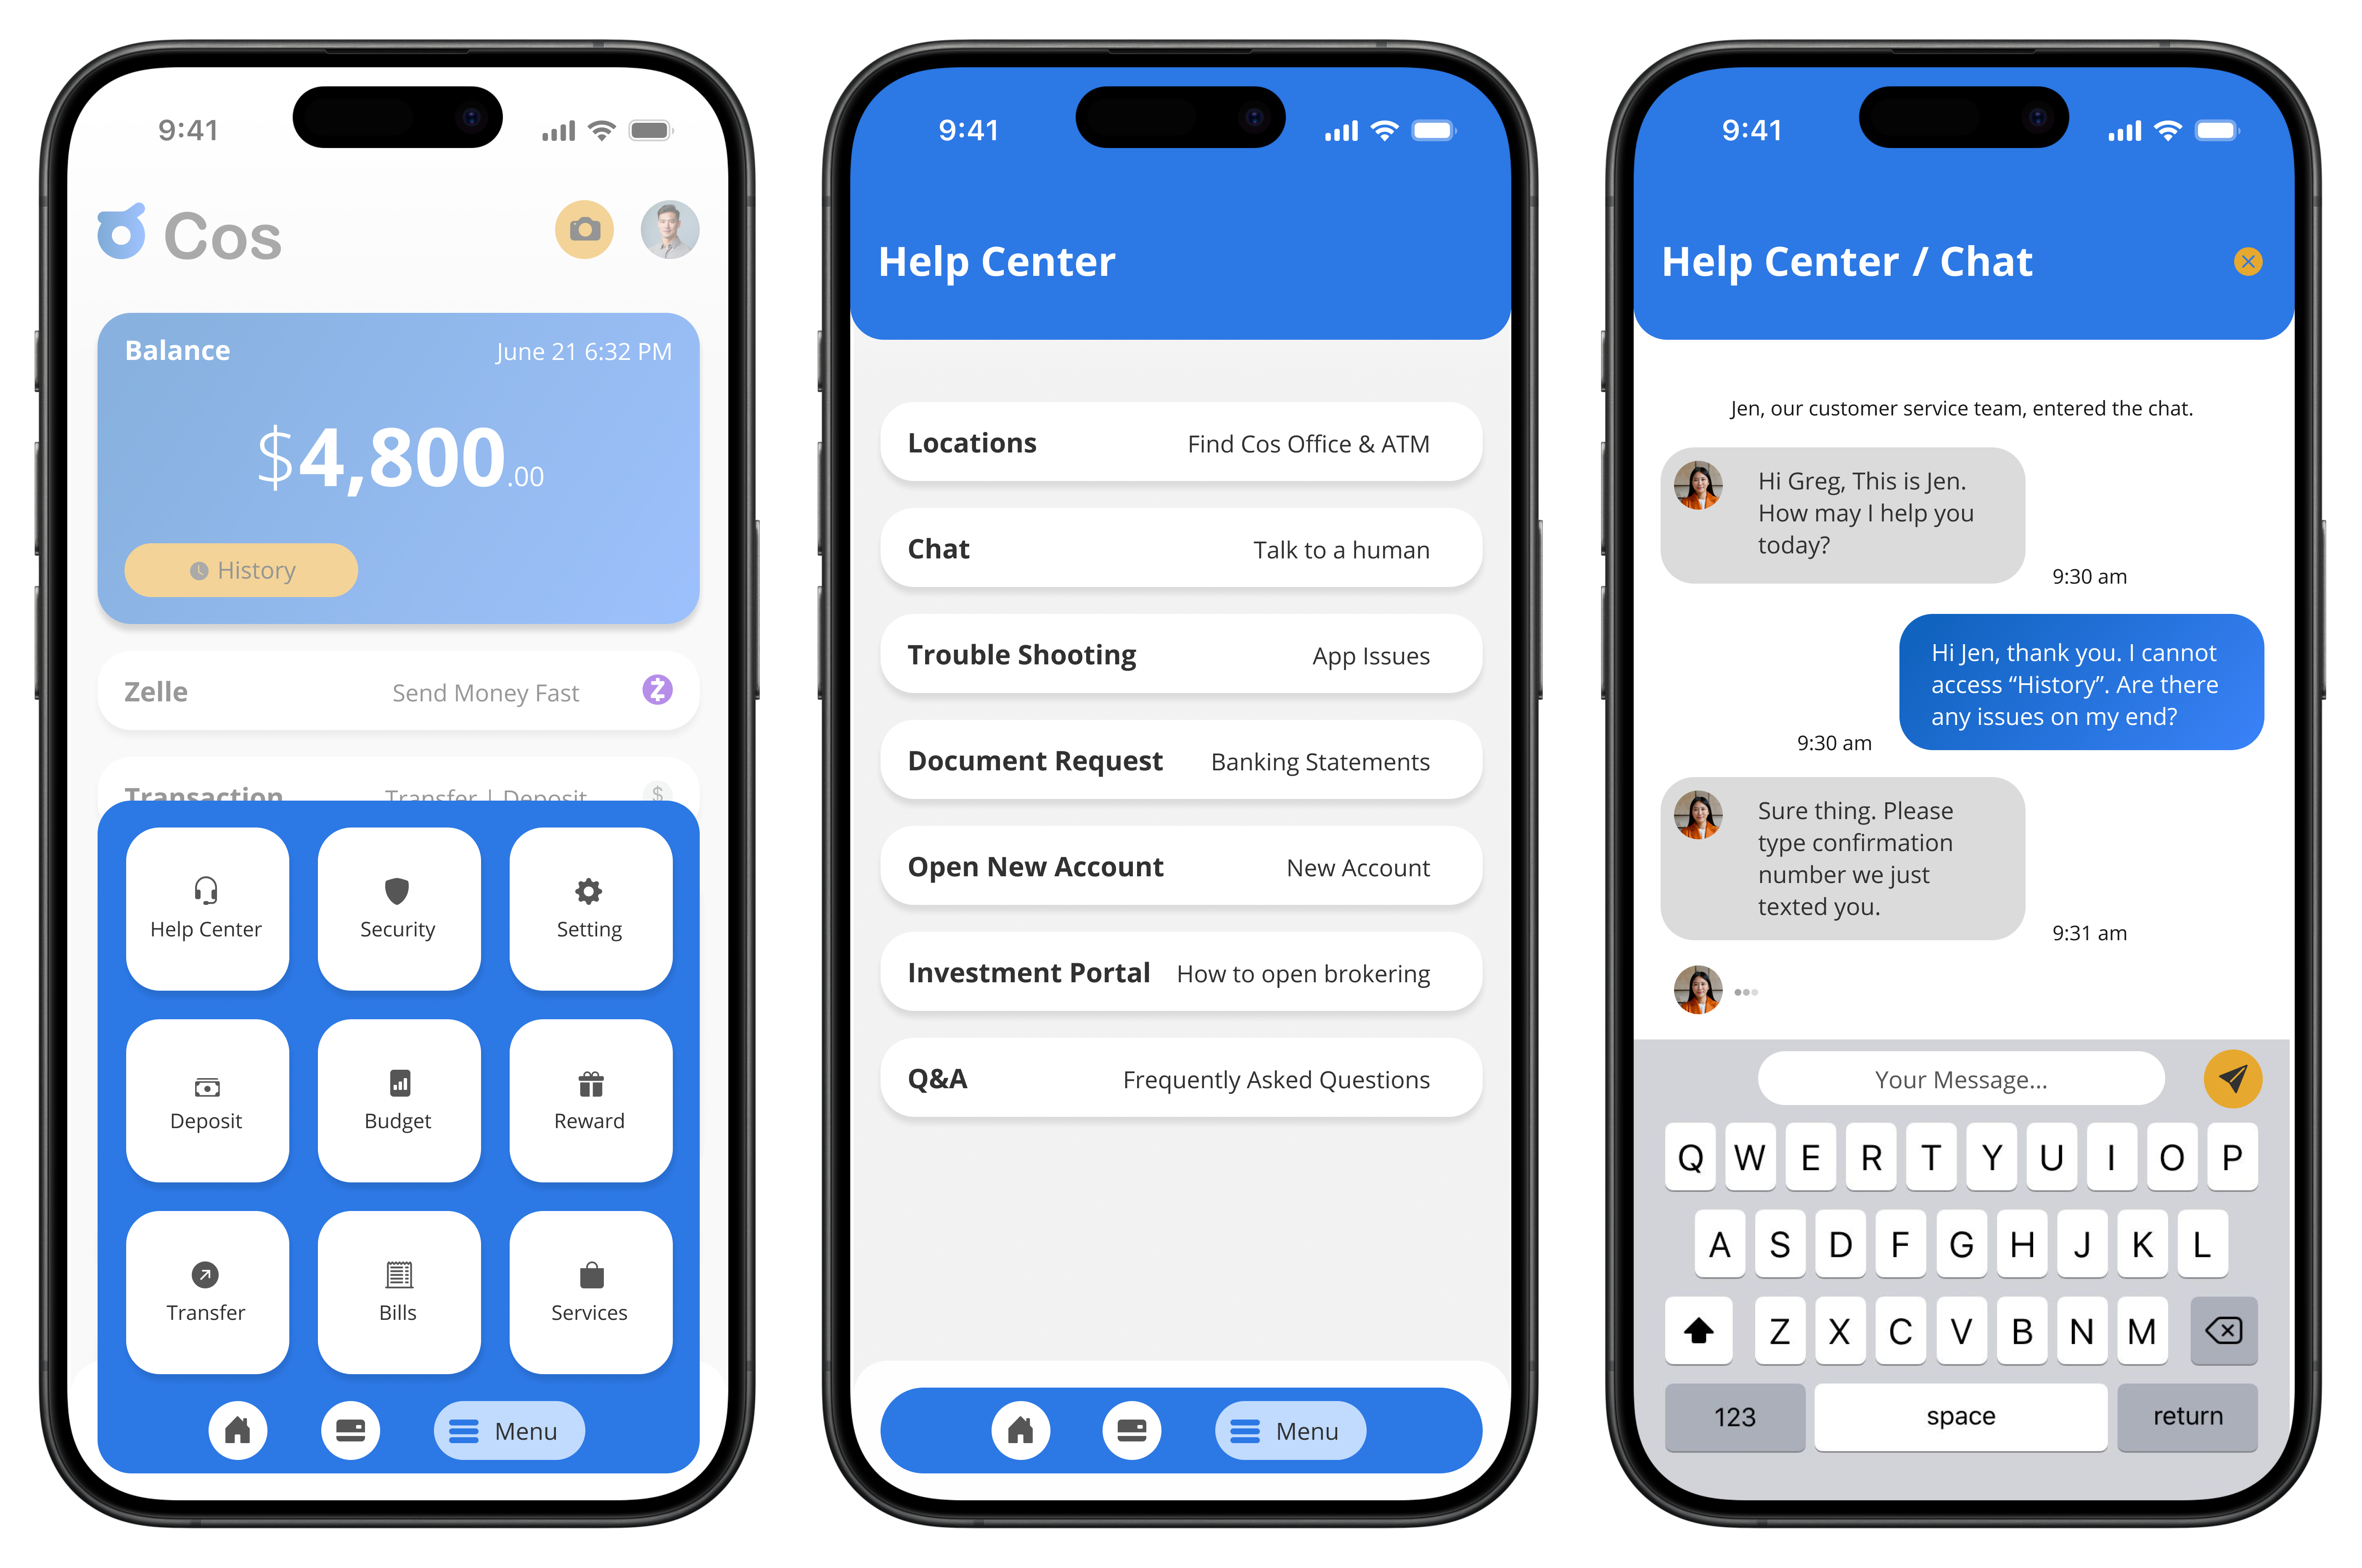 9:41
Cos
Balance
June 21 6:32 PM
$4,800.00
History
Zelle
Send Money Fast
Transaction
Transfer | Deposit
$
Help Center
Security
Setting
Deposit
Budget
Reward
Transfer
Bills
Services
Menu
9:41
Help Center
Locations
Find Cos Office & ATM
Chat
Talk to a human
Trouble Shooting
App Issues
Document Request
Banking Statements
Open New Account
New Account
Investment Portal
How to open brokering
Q&A
Frequently Asked Questions
Menu
9:41
Help Center / Chat
Jen, our customer service team, entered the chat.
Hi Greg, This is Jen.
How may I help you
today?
9:30 am
Hi Jen, thank you. I cannot
access “History”. Are there
any issues on my end?
9:30 am
Sure thing. Please
type confirmation
number we just
texted you.
9:31 am
Your Message...
Q W E R T Y U I O P
A S D F G H J K L
Z X C V B N M
123 space return